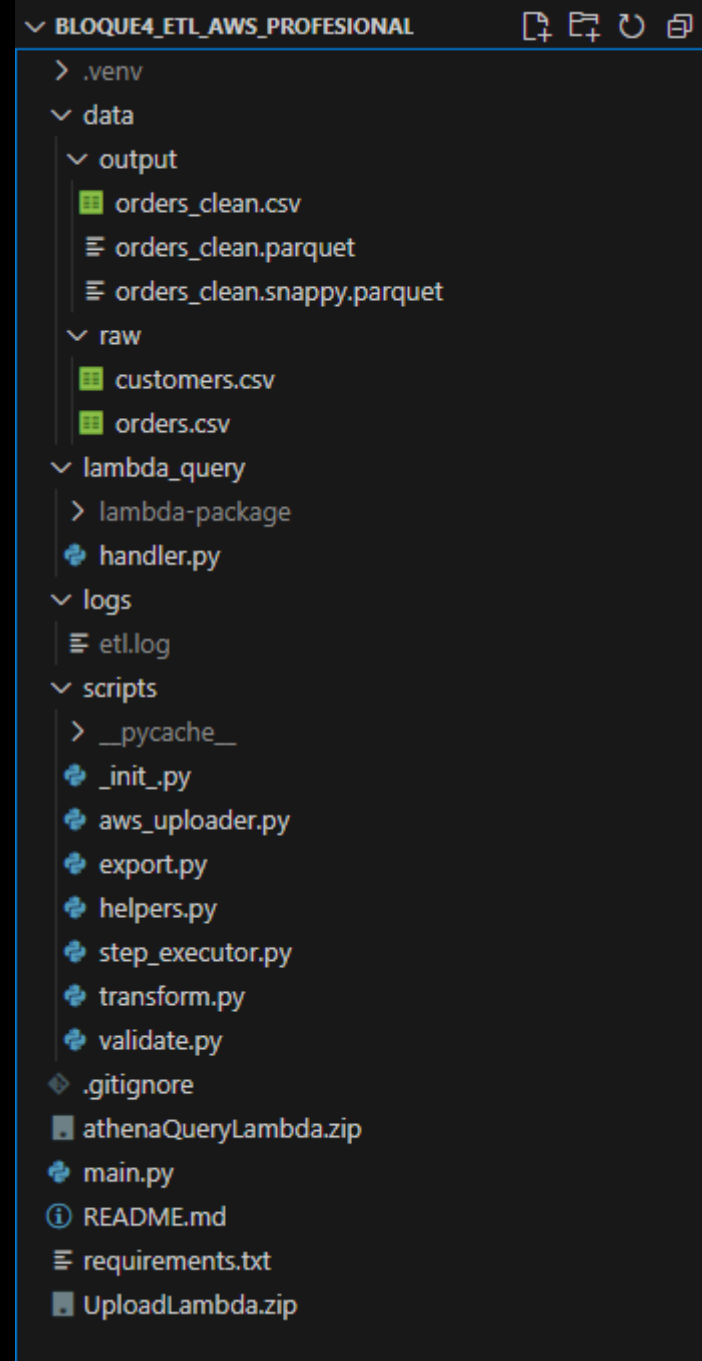 BLOQUE4_ETL_AWS_PROFESIONAL
.venv
data
output
orders_clean.csv
orders_clean.parquet
orders_clean.snappy.parquet
raw
customers.csv
orders.csv
lambda_query
lambda-package
handler.py
logs
etl.log
scripts
__pycache__
_init_.py
aws_uploader.py
export.py
helpers.py
step_executor.py
transform.py
validate.py
.gitignore
athenaQueryLambda.zip
main.py
README.md
requirements.txt
UploadLambda.zip